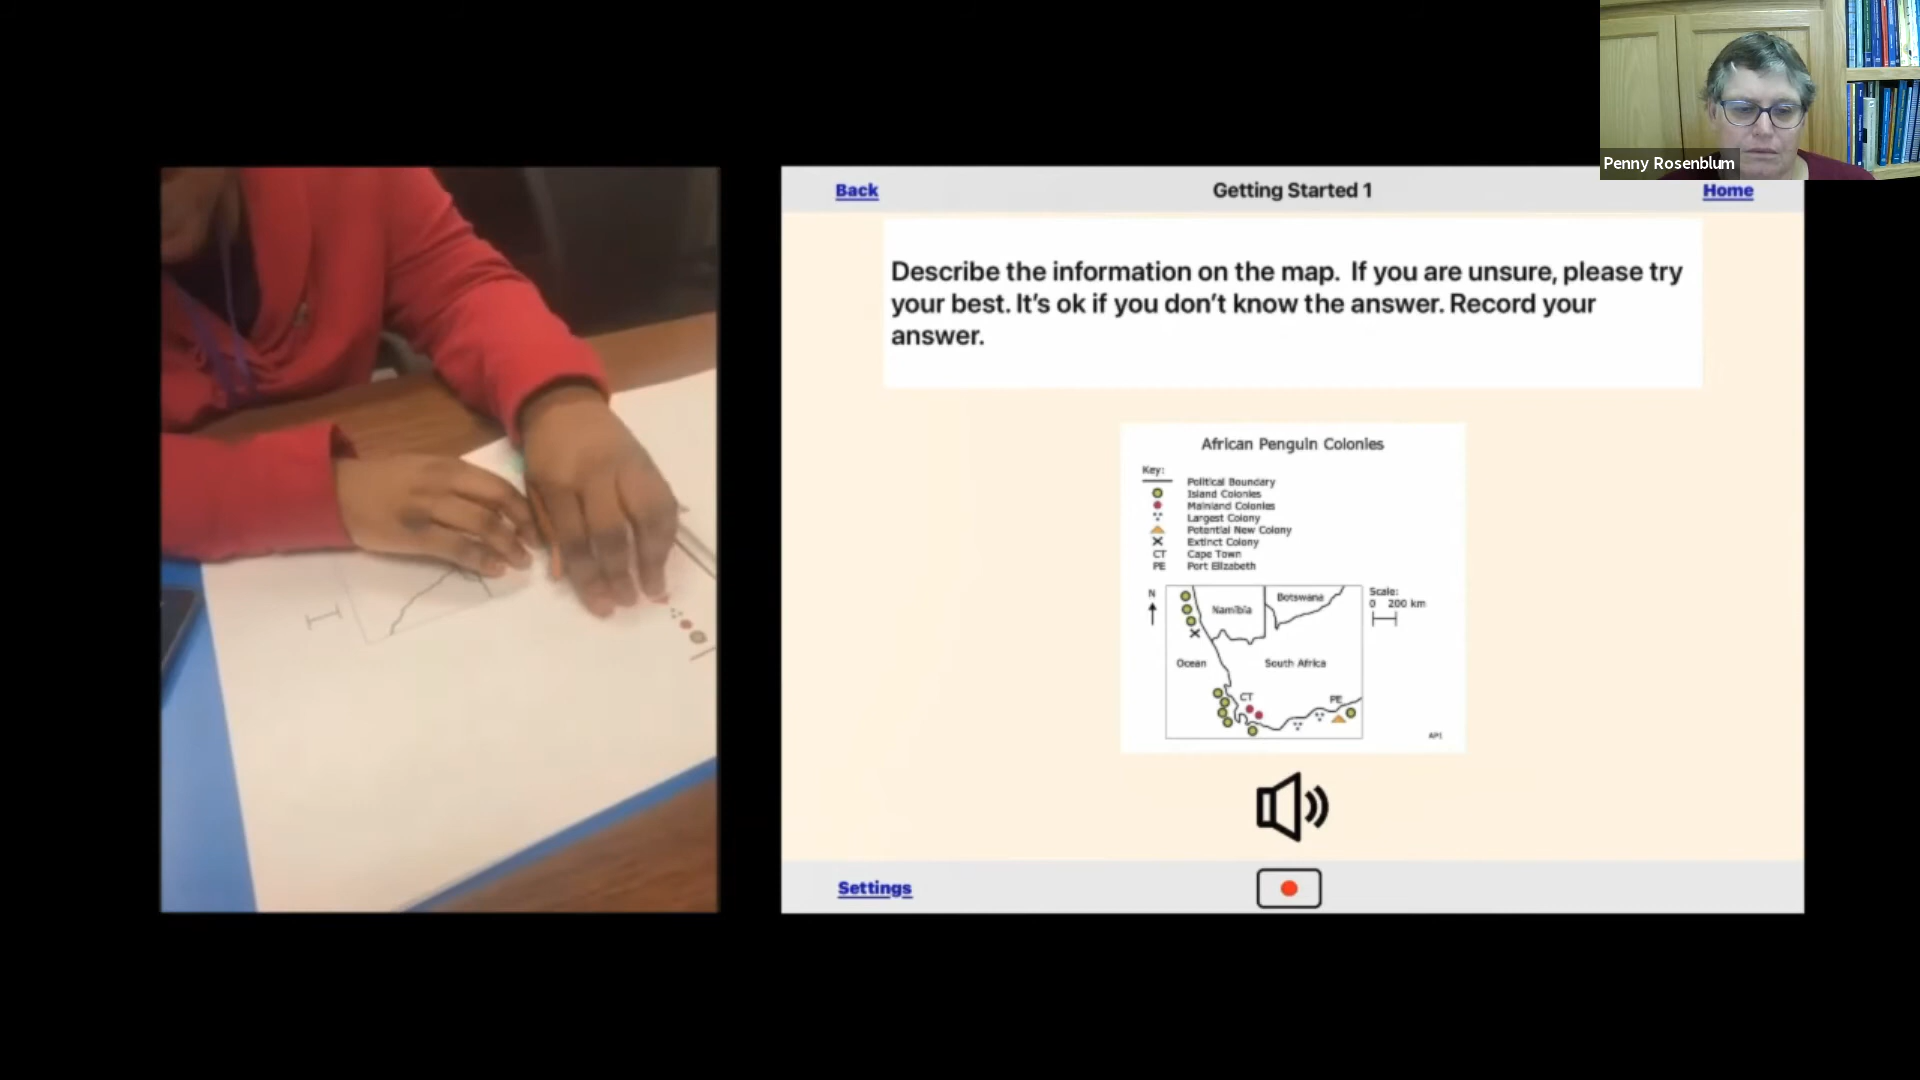 Penny Rosenblum
Back
Getting Started 1
Home
Describe the information on the map. If you are unsure, please try
your best. It's ok if you don't know the answer. Record your
answer.
African Penguin Colonies
Key:
Political Boundary
Island Colonies
Mainland Colonies
Largest Colony
Potential New Colony
Extinct Colony
CT Cape Town
PE Port Elizabeth
N
Namibia
Botswana
Scale:
0 200 km
Ocean
South Africa
CT
PE
AP1
Settings